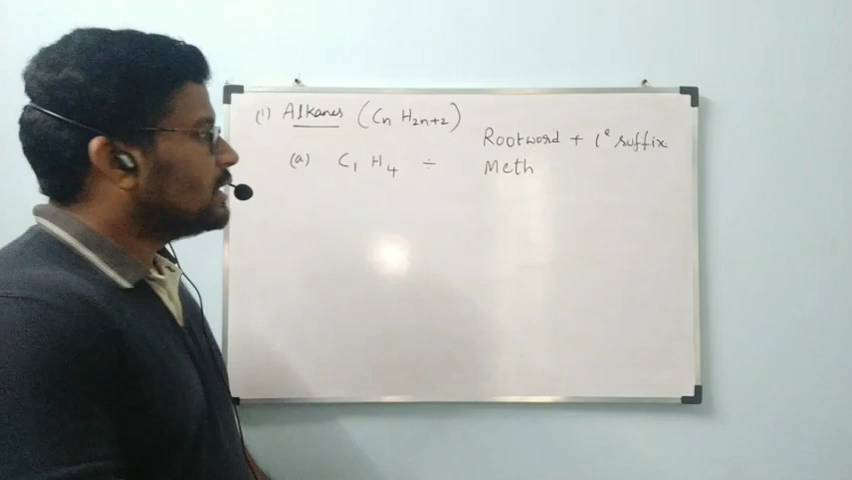 (1) Alkanes (Cn H2n+2)
Rootword + 1° suffix
(a) C1 H4 ÷ Meth